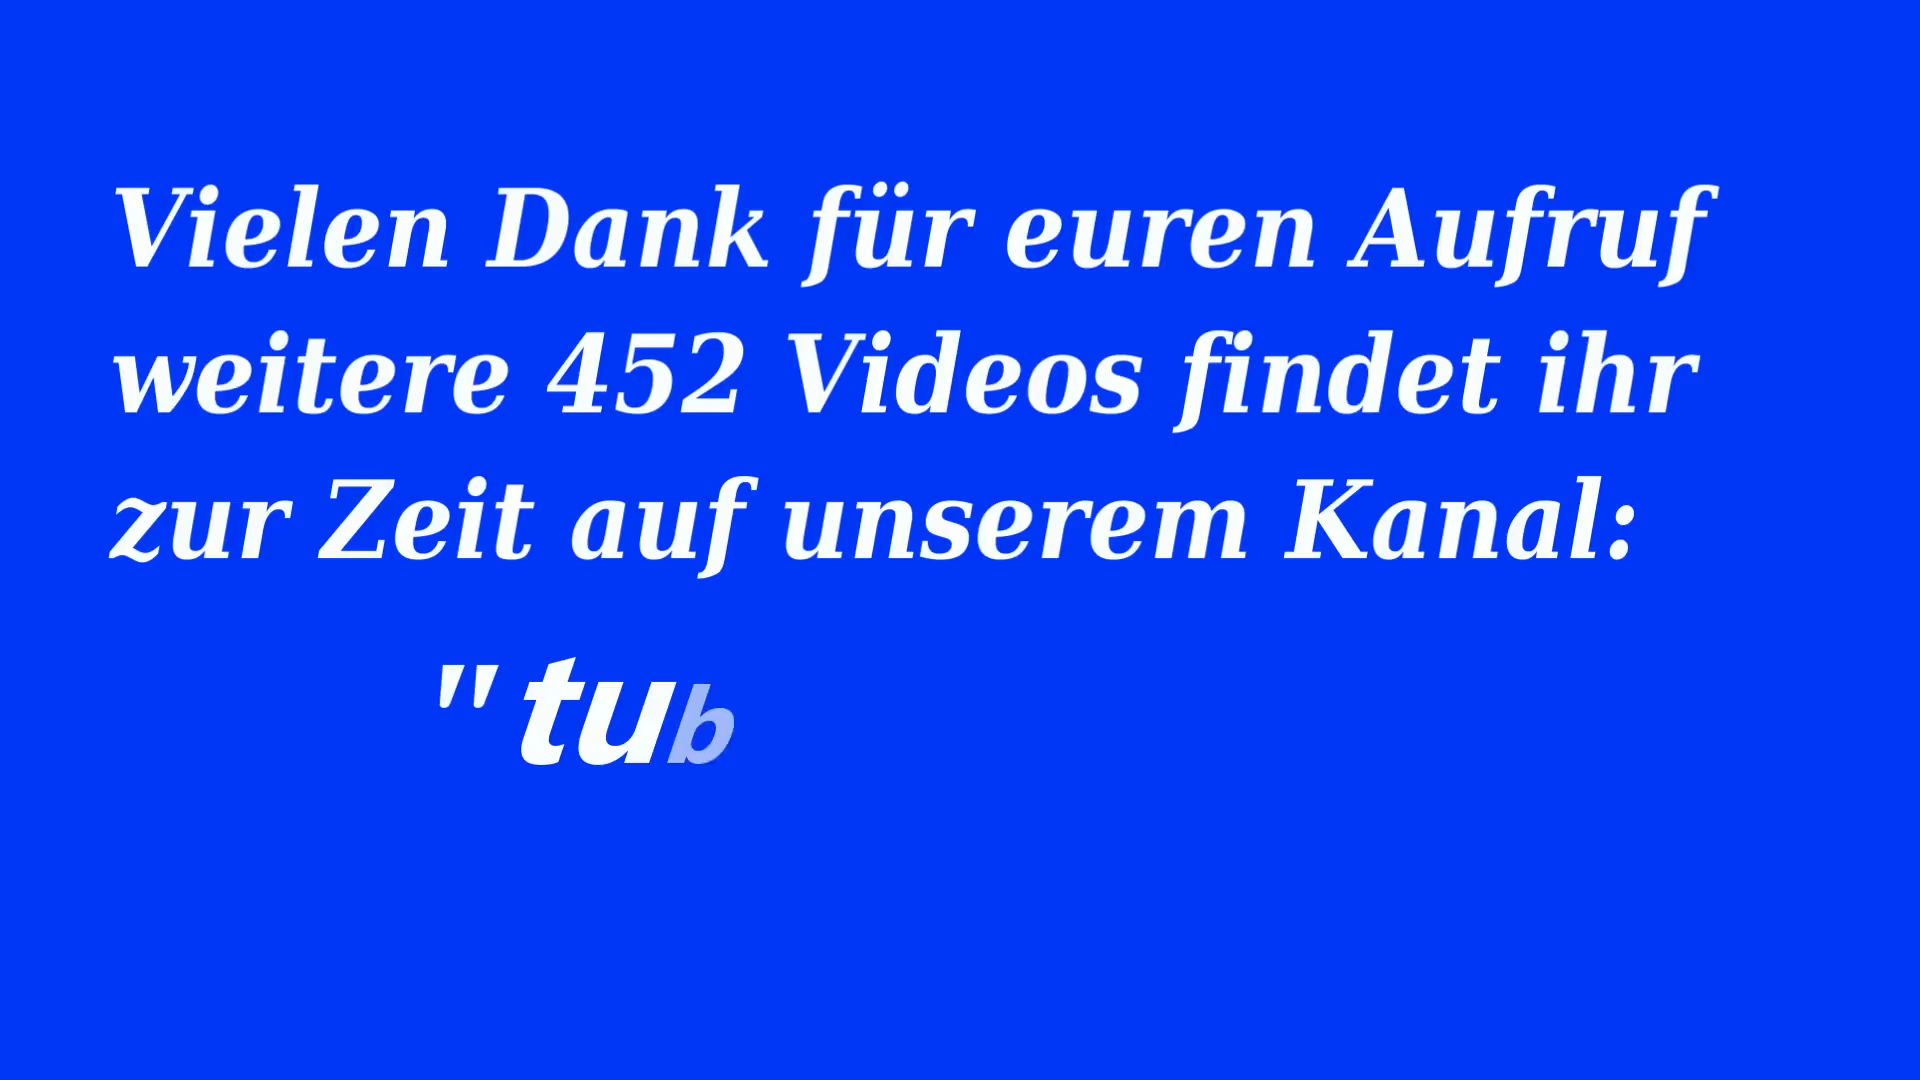 Vielen Dank für euren Aufruf
weitere 452 Videos findet ihr
zur Zeit auf unserem Kanal:
"tub